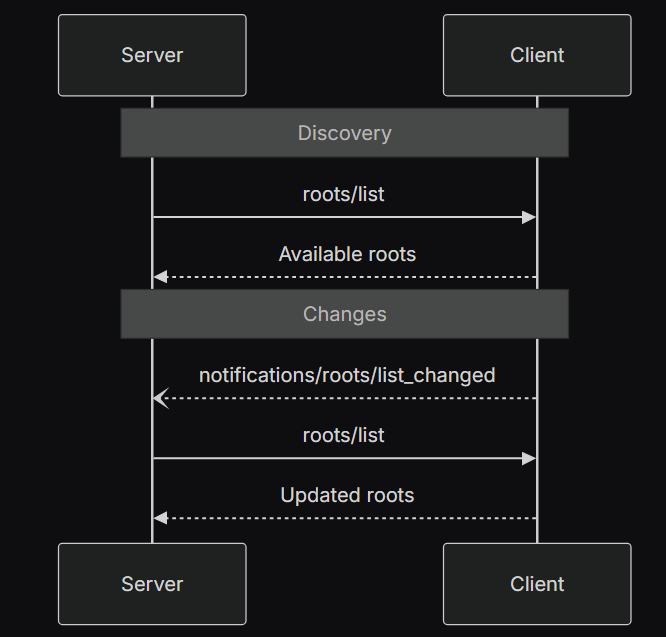 Server
Client
Discovery
roots/list
Available roots
Changes
notifications/roots/list_changed
roots/list
Updated roots
Server
Client